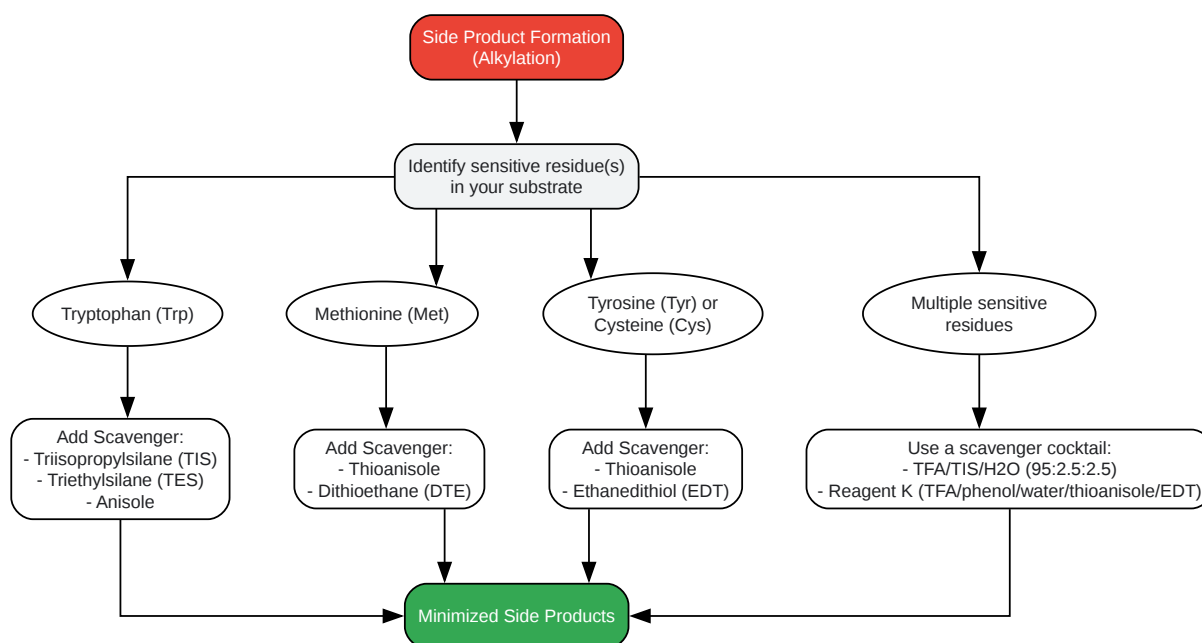 Side Product Formation
(Alkylation)
Identify sensitive residue(s)
in your substrate
Tryptophan (Trp)
Methionine (Met)
Tyrosine (Tyr) or
Cysteine (Cys)
Multiple sensitive
residues
Add Scavenger:
- Triisopropylsilane (TIS)
- Triethylsilane (TES)
- Anisole
Add Scavenger:
- Thioanisole
- Dithioethane (DTE)
Add Scavenger:
- Thioanisole
- Ethanedithiol (EDT)
Use a scavenger cocktail:
- TFA/TIS/H2O (95:2.5:2.5)
- Reagent K (TFA/phenol/water/thioanisole/EDT)
Minimized Side Products